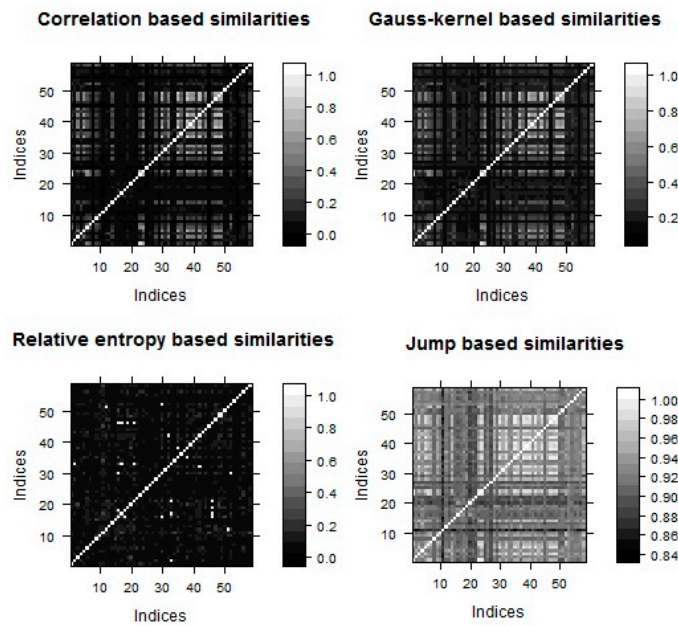 Correlation based similarities
Indices
50
40
30
20
10
10 20 30 40 50
Indices
1.0
0.8
0.6
0.4
0.2
0.0
Gauss-kernel based similarities
Indices
50
40
30
20
10
10 20 30 40 50
Indices
1.0
0.8
0.6
0.4
0.2
Relative entropy based similarities
Indices
50
40
30
20
10
10 20 30 40 50
Indices
1.0
0.8
0.6
0.4
0.2
0.0
Jump based similarities
Indices
50
40
30
20
10
10 20 30 40 50
Indices
1.00
0.98
0.96
0.94
0.92
0.90
0.88
0.86
0.84